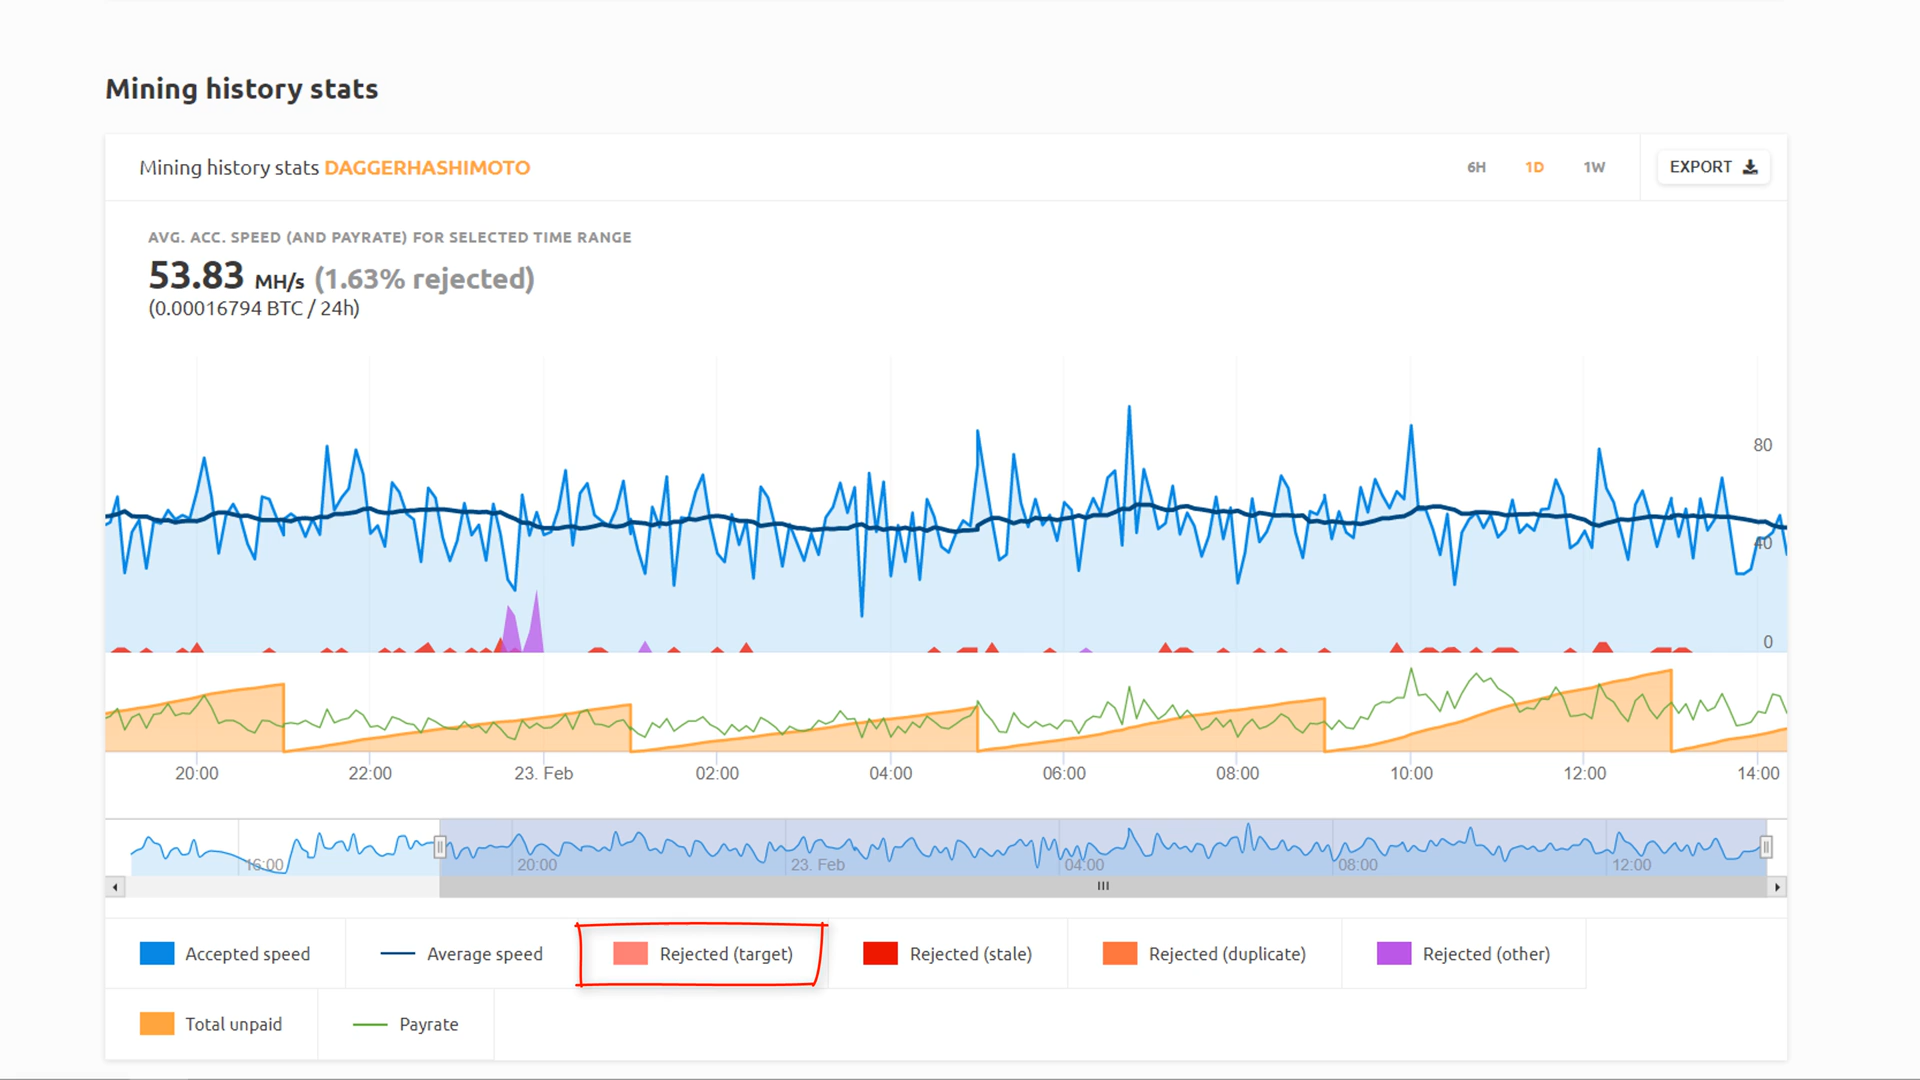 Mining history stats
Mining history stats DAGGERHASHIMOTO
6H 1D 1W EXPORT
AVG. ACC. SPEED (AND PAYRATE) FOR SELECTED TIME RANGE
53.83 MH/s (1.63% rejected)
(0.00016794 BTC / 24h)
80
40
0
20:00 22:00 23. Feb 02:00 04:00 06:00 08:00 10:00 12:00 14:00
16:00 20:00 23. Feb 04:00 08:00 12:00
Accepted speed Average speed Rejected (target) Rejected (stale) Rejected (duplicate) Rejected (other)
Total unpaid Payrate